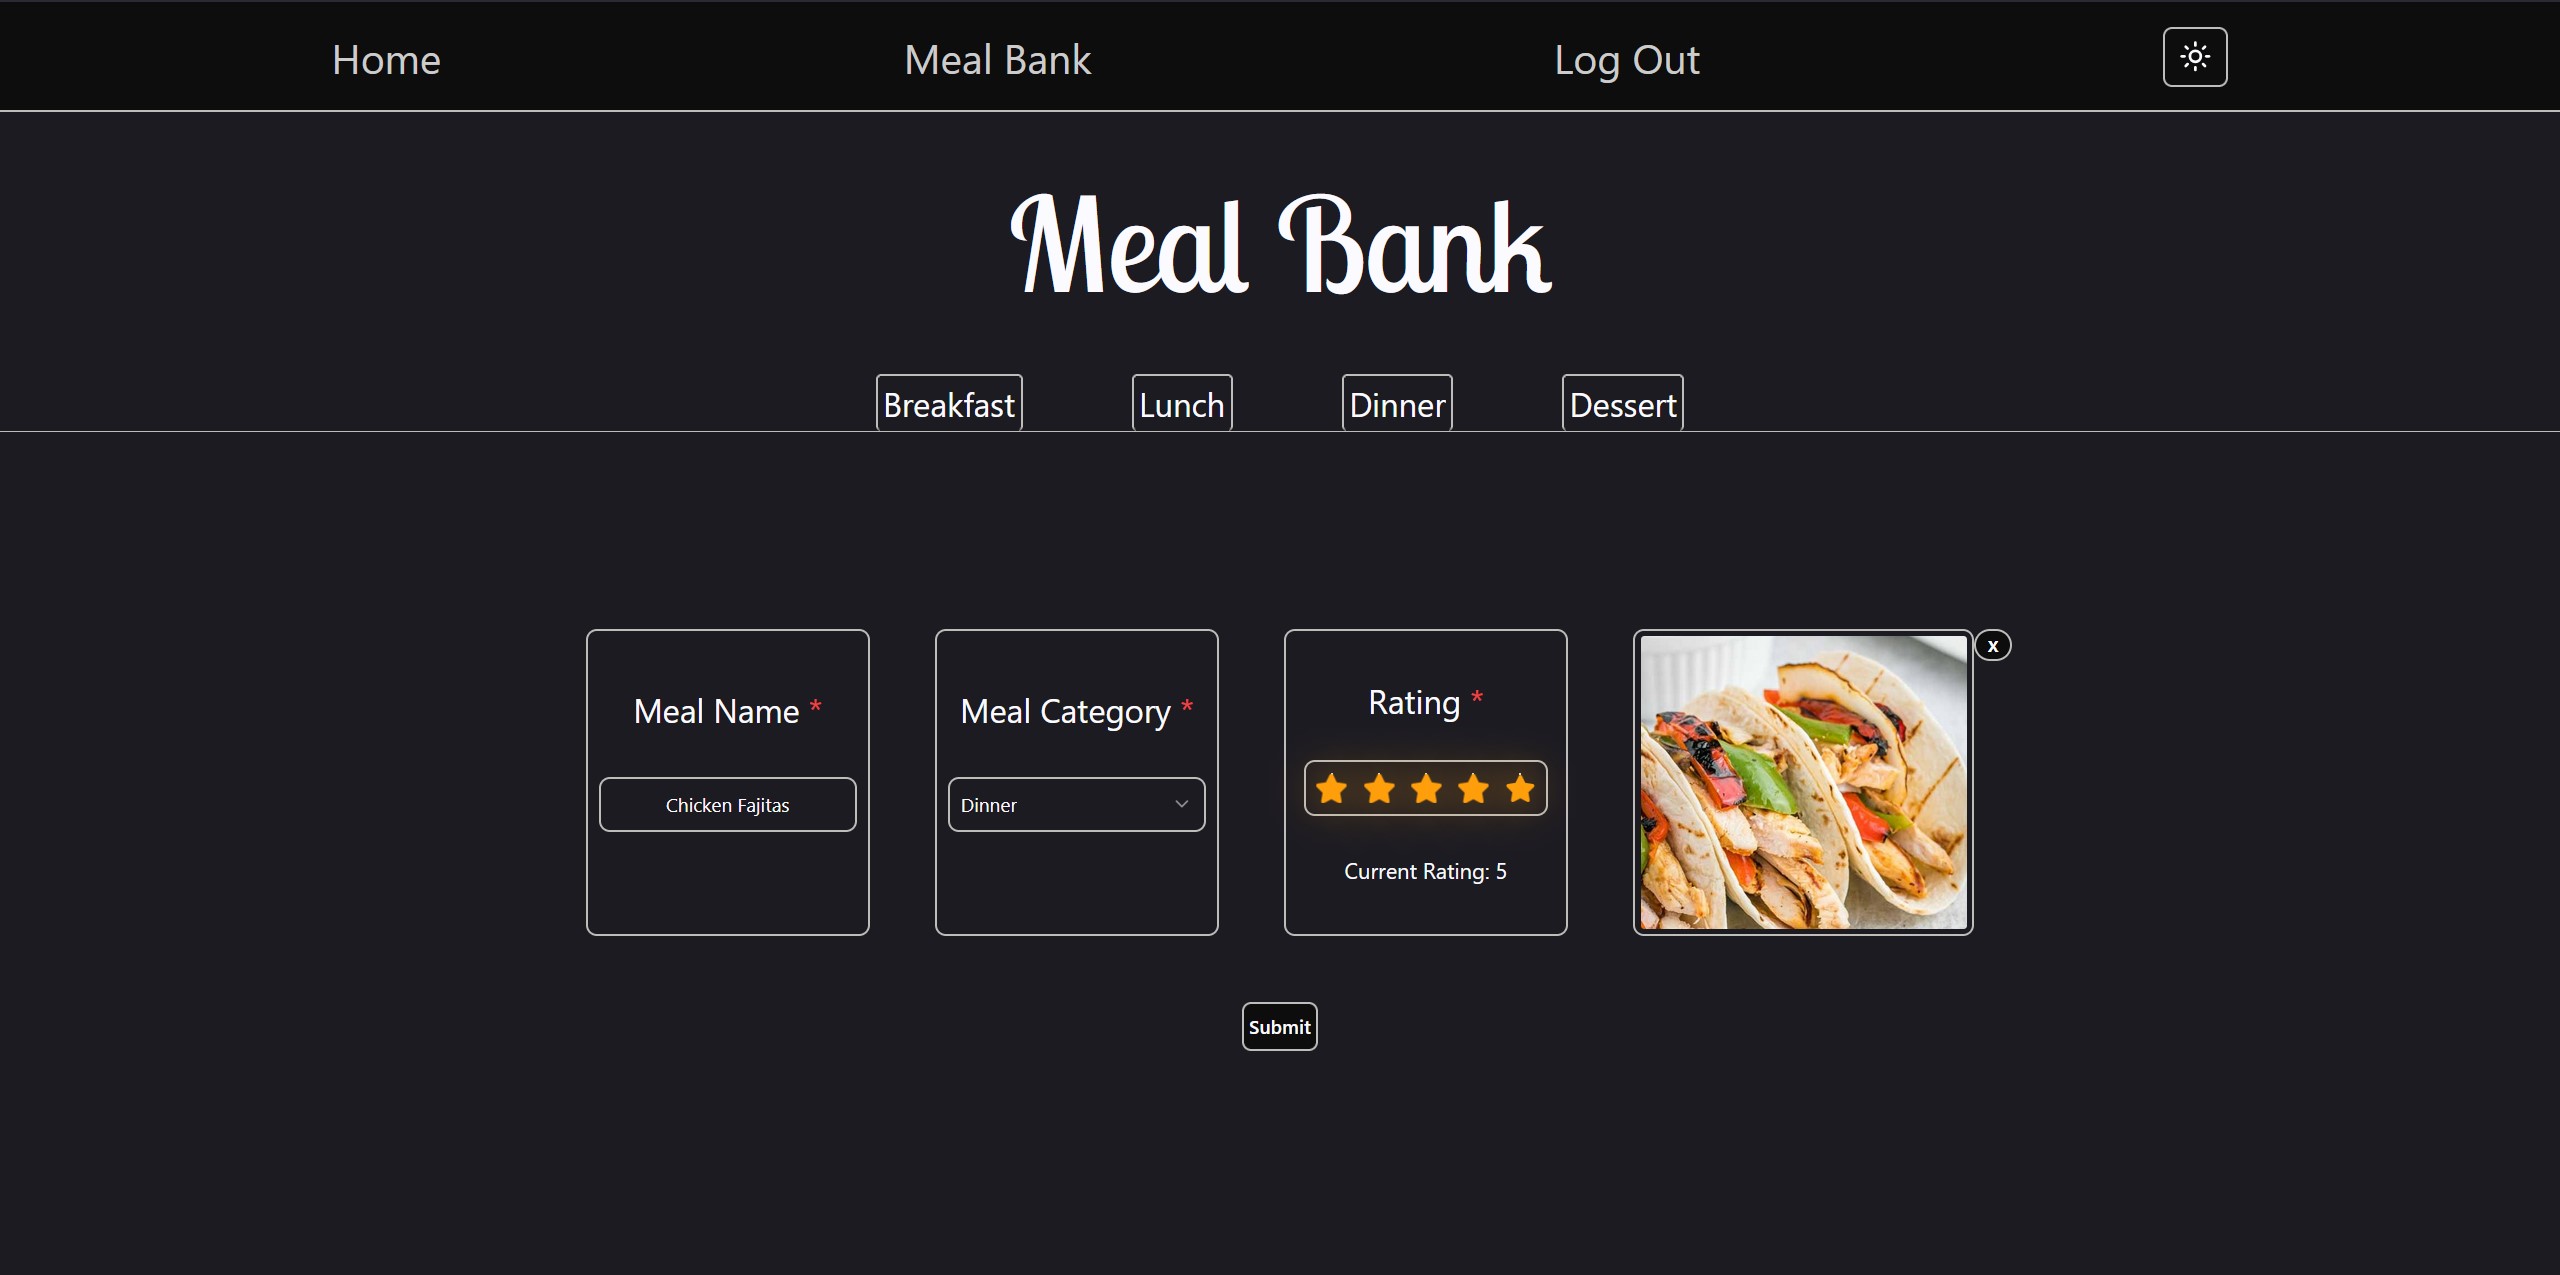 Home Meal Bank Log Out
Meal Bank
Breakfast Lunch Dinner Dessert
Meal Name *
Chicken Fajitas
Meal Category *
Dinner
Rating *
Current Rating: 5
x
Submit